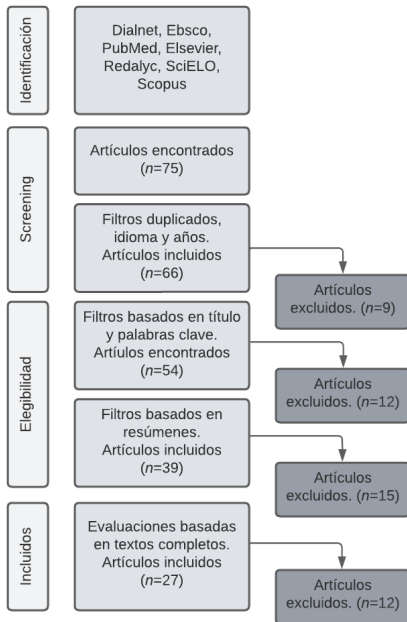 Identificación
Dialnet, Ebsco,
PubMed, Elsevier,
Redalyc, SciELO,
Scopus
Screening
Artículos encontrados
(n=75)
Filtros duplicados,
idioma y años.
Artículos incluidos
(n=66)
Artículos
excluidos. (n=9)
Elegibilidad
Filtros basados en título
y palabras clave.
Artíulos encontrados
(n=54)
Artículos
excluidos. (n=12)
Filtros basados en
resúmenes.
Artículos incluidos
(n=39)
Artículos
excluidos. (n=15)
Incluidos
Evaluaciones basadas
en textos completos.
Artículos incluidos
(n=27)
Artículos
excluidos. (n=12)